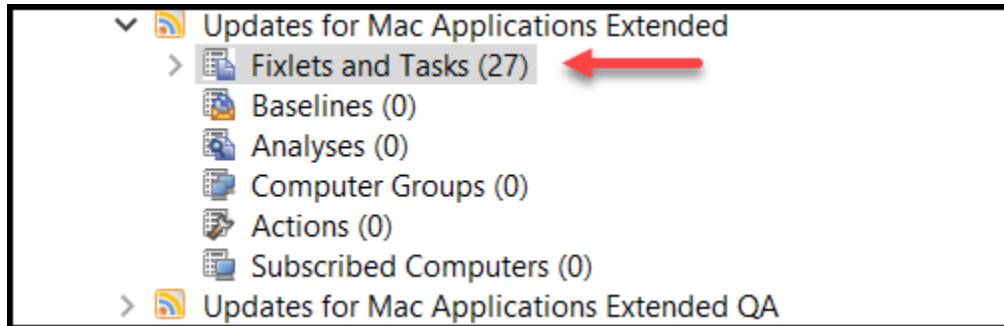 Updates for Mac Applications Extended
Fixlets and Tasks (27)
Baselines (0)
Analyses (0)
Computer Groups (0)
Actions (0)
Subscribed Computers (0)
Updates for Mac Applications Extended QA